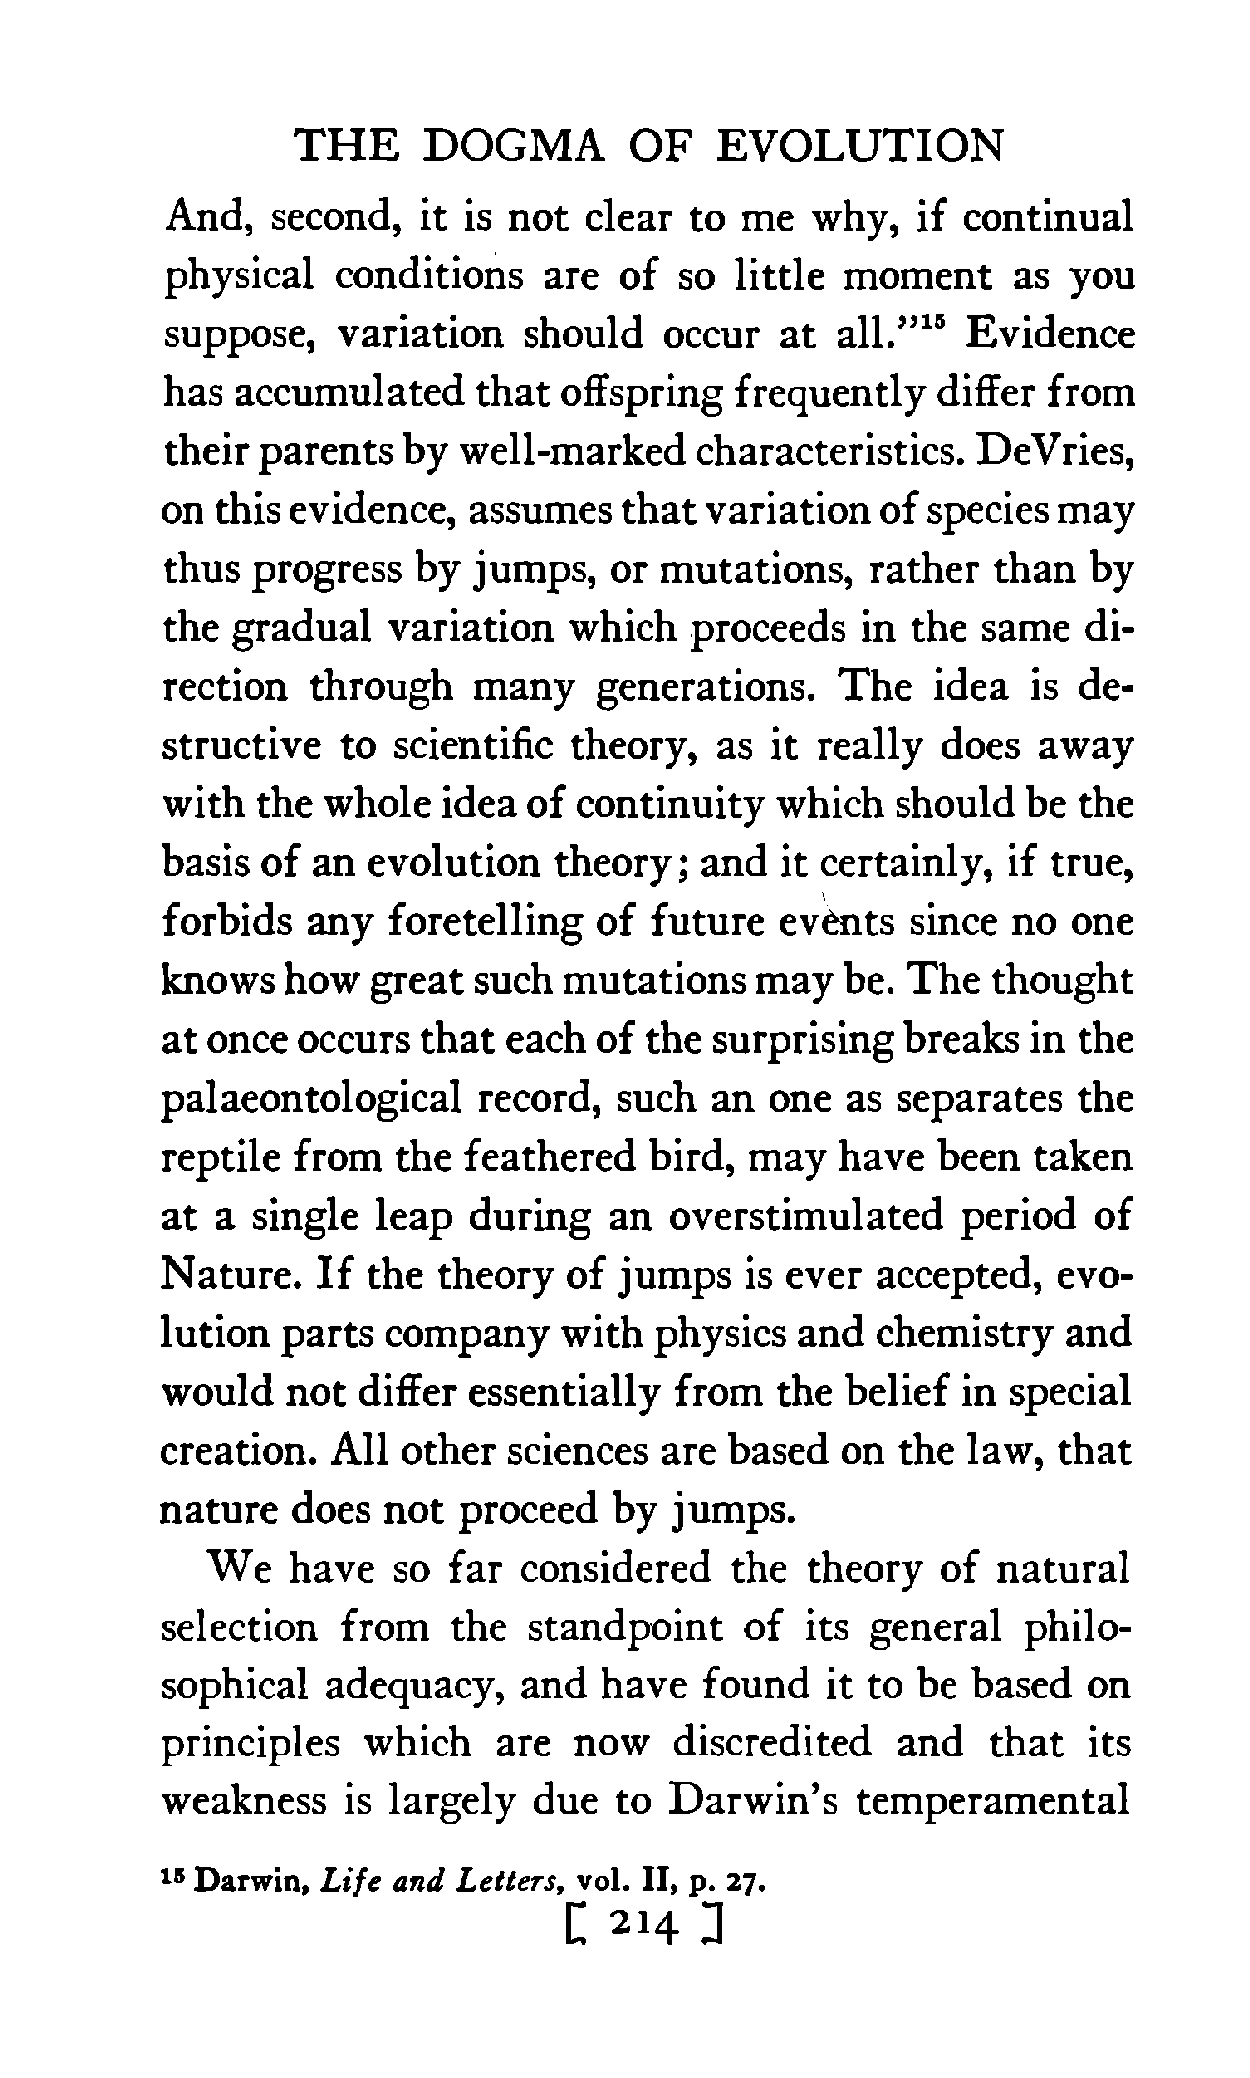 THE DOGMA OF EVOLUTION
And, second, it is not clear to me why, if continual
physical conditions are of so little moment as you
suppose, variation should occur at all."15 Evidence
has accumulated that offspring frequently differ from
their parents by well-marked characteristics. DeVries,
on this evidence, assumes that variation of species may
thus progress by jumps, or mutations, rather than by
the gradual variation which proceeds in the same di-
rection through many generations. The idea is de-
structive to scientific theory, as it really does away
with the whole idea of continuity which should be the
basis of an evolution theory; and it certainly, if true,
forbids any foretelling of future events since no one
knows how great such mutations may be. The thought
at once occurs that each of the surprising breaks in the
palaeontological record, such an one as separates the
reptile from the feathered bird, may have been taken
at a single leap during an overstimulated period of
Nature. If the theory of jumps is ever accepted, evo-
lution parts company with physics and chemistry and
would not differ essentially from the belief in special
creation. All other sciences are based on the law, that
nature does not proceed by jumps.
We have so far considered the theory of natural
selection from the standpoint of its general philo-
sophical adequacy, and have found it to be based on
principles which are now discredited and that its
weakness is largely due to Darwin's temperamental
15 Darwin, Life and Letters, vol. II, p. 27.
[ 214 ]